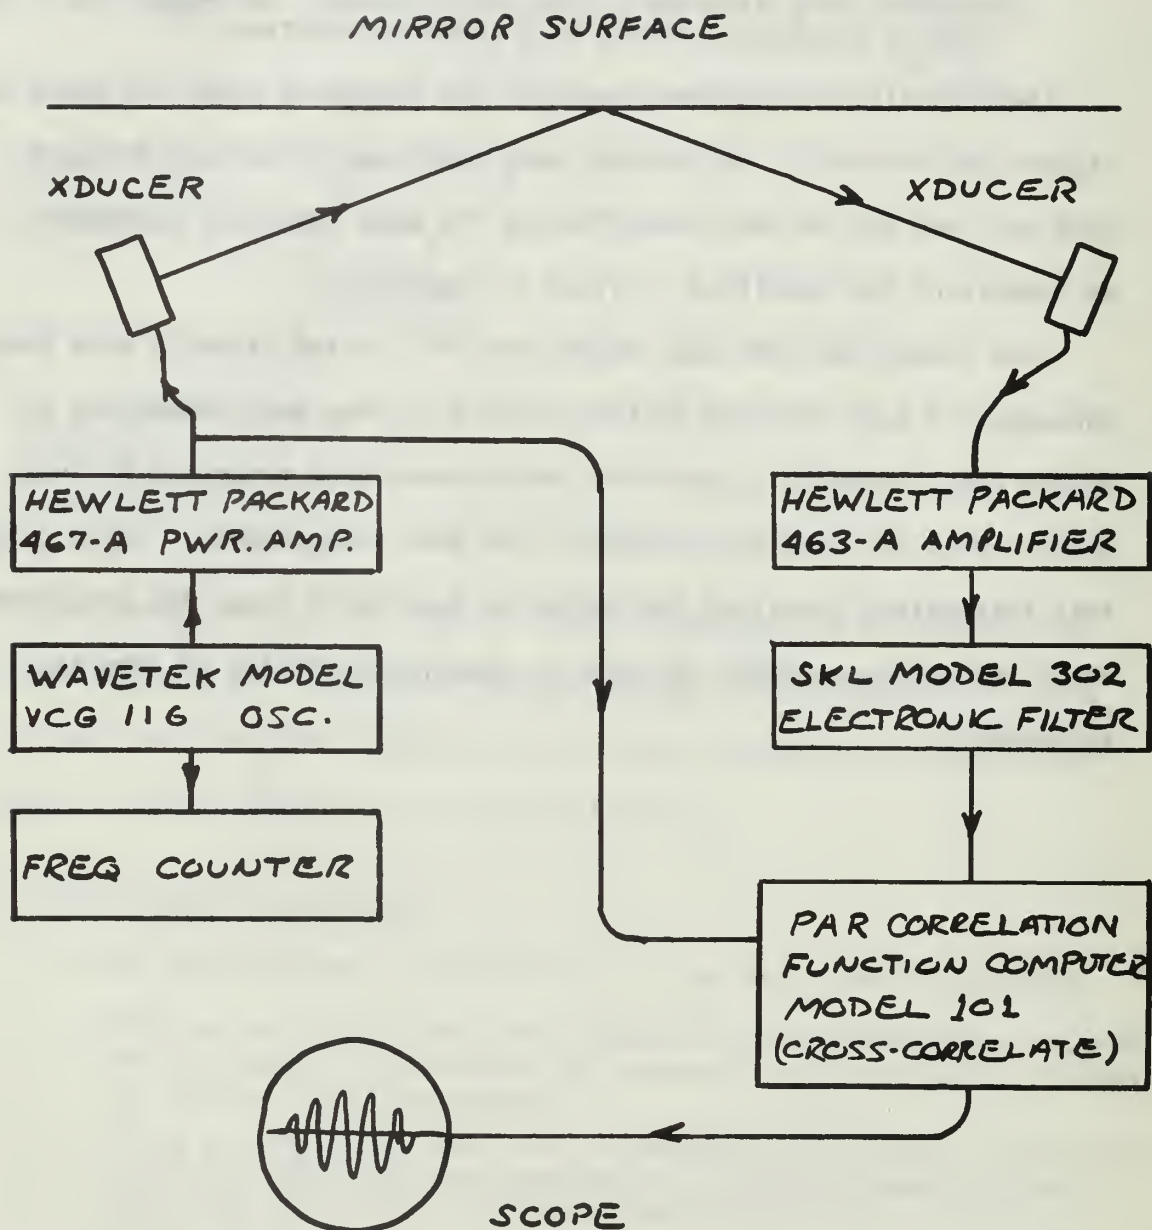 MIRROR SURFACE
XDUCER
XDUCER
HEWLETT PACKARD
467-A PWR. AMP.
HEWLETT PACKARD
463-A AMPLIFIER
WAVETEK MODEL
VCG 116 OSC.
SKL MODEL 302
ELECTRONIC FILTER
FREQ COUNTER
PAR CORRELATION
FUNCTION COMPUTER
MODEL 101
(CROSS-CORRELATE)
SCOPE